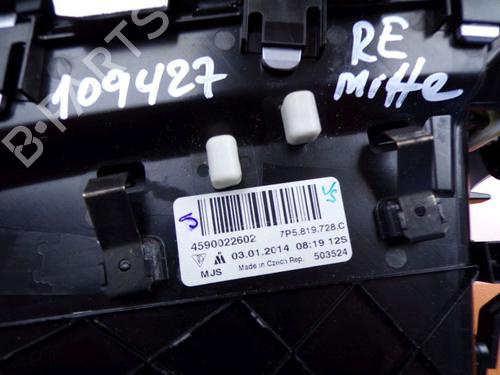 B-PARTS
109427
RE
Mitte
S
VS
4590022602 7P5.819.728.C
03.01.2014 08:19 12S
MJS Made in Czech Rep. 503524